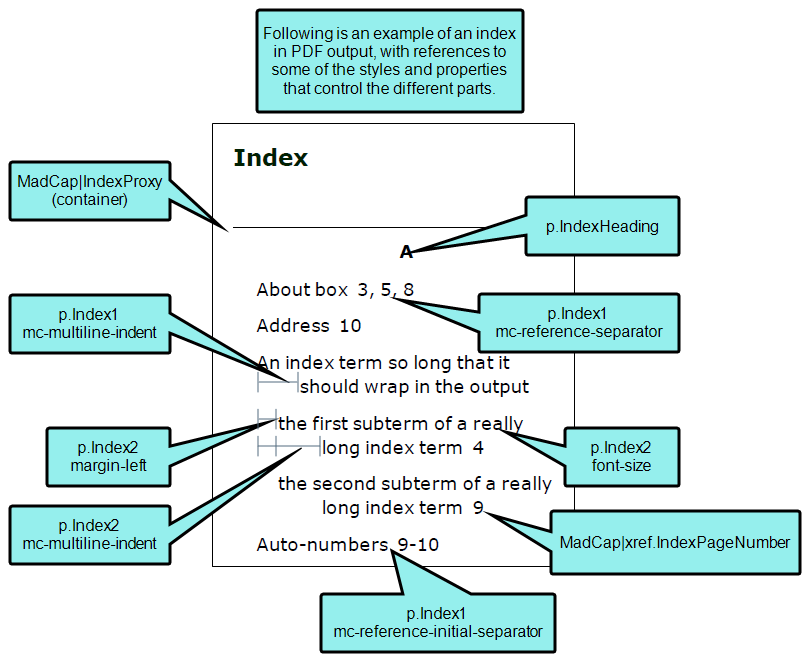 Following is an example of an index
in PDF output, with references to
some of the styles and properties
that control the different parts.
Index
MadCap|IndexProxy
(container)
p.IndexHeading
A
About box 3, 5, 8
p.Index1
mc-multiline-indent
p.Index1
mc-reference-separator
Address 10
An index term so long that it
should wrap in the output
the first subterm of a really
long index term 4
p.Index2
margin-left
p.Index2
font-size
the second subterm of a really
long index term 9
p.Index2
mc-multiline-indent
MadCap|xref.IndexPageNumber
Auto-numbers 9-10
p.Index1
mc-reference-initial-separator